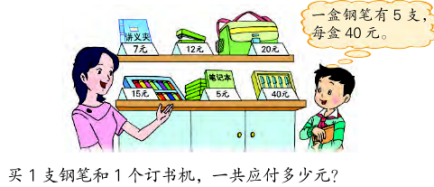 一盒钢笔有5支，
每盒40元。
讲义夹
7元
12元
20元
15元
笔记本
5元
40元
买1支钢笔和1个订书机，一共应付多少元？